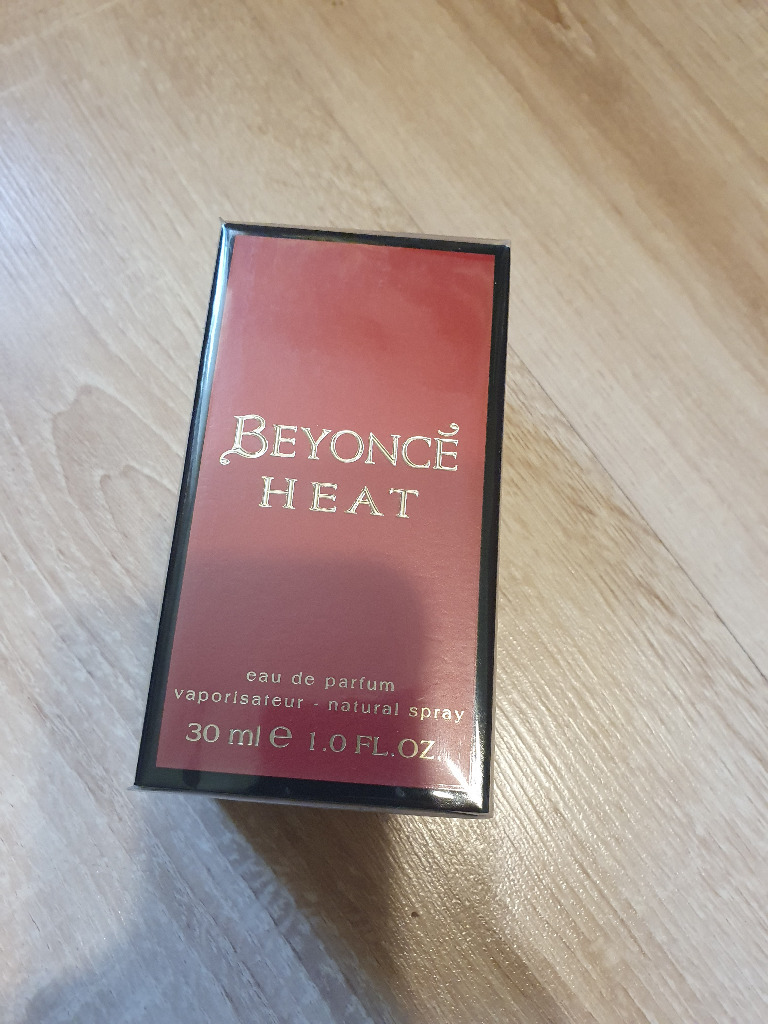 BEYONCÉ
HEAT
eau de parfum
vaporisateur - natural spray
30 ml e 1.0 FL.OZ